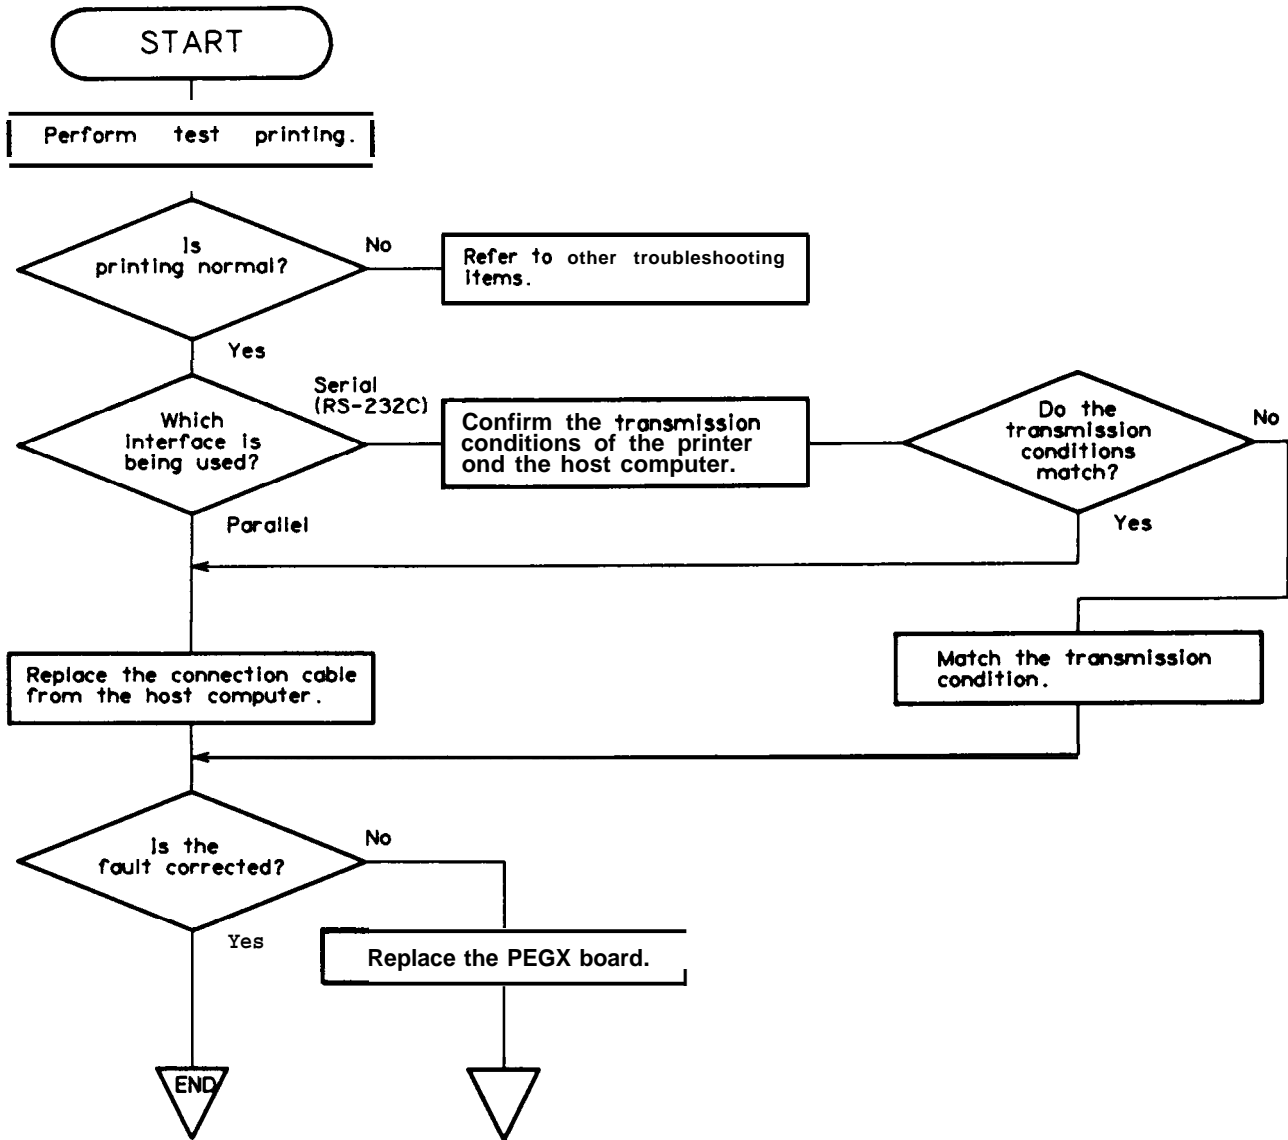 START
Perform test printing.
Is
printing normal?
No
Refer to other troubleshooting
items.
Yes
Which
interface is
being used?
Serial
(RS-232C)
Confirm the transmission
conditions of the printer
ond the host computer.
Do the
transmission
conditions
match?
No
Yes
Parallel
Replace the connection cable
from the host computer.
Match the transmission
condition.
Is the
fault corrected?
No
Yes
Replace the PEGX board.
END